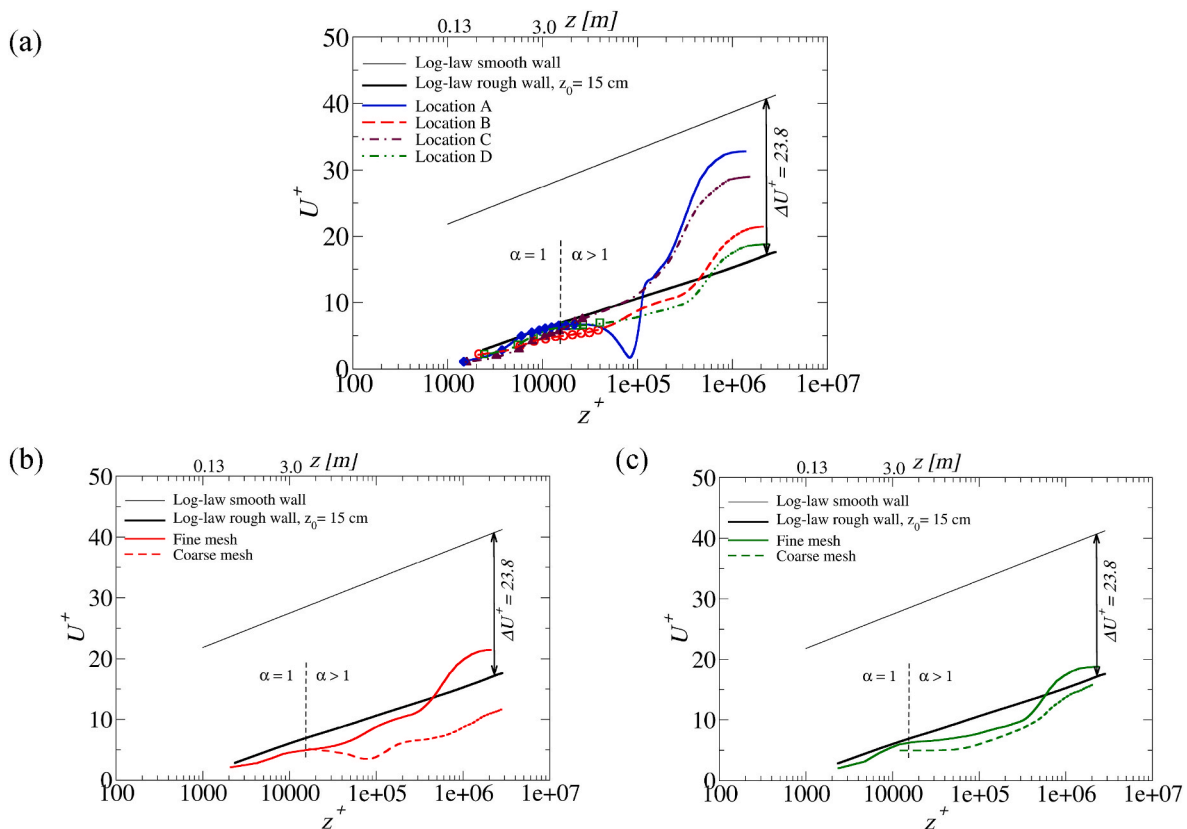 (a)
0.13 3.0 z [m]
50
40
30
20
10
0
U+
Log-law smooth wall
Log-law rough wall, z0= 15 cm
Location A
Location B
Location C
Location D
α = 1 α > 1
ΔU+ = 23.8
100 1000 10000 1e+05 1e+06 1e+07
z+
(b)
0.13 3.0 z [m]
50
40
30
20
10
0
U+
Log-law smooth wall
Log-law rough wall, z0= 15 cm
Fine mesh
Coarse mesh
α = 1 α > 1
ΔU+ = 23.8
100 1000 10000 1e+05 1e+06 1e+07
z+
(c)
0.13 3.0 z [m]
50
40
30
20
10
0
U+
Log-law smooth wall
Log-law rough wall, z0= 15 cm
Fine mesh
Coarse mesh
α = 1 α > 1
ΔU+ = 23.8
100 1000 10000 1e+05 1e+06 1e+07
z+